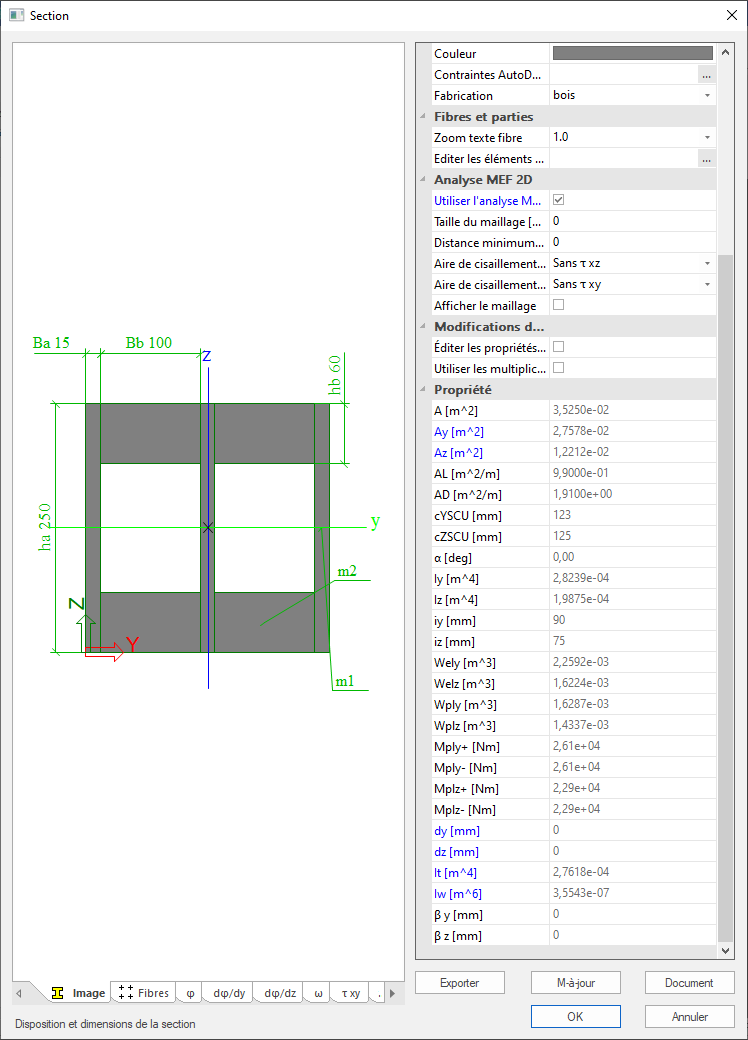 Section
Ba 15
Bb 100
z
hb 60
ha 250
y
m2
Z
Y
m1
Image
Fibres
φ
dφ/dy
dφ/dz
ω
τ xy
.
Disposition et dimensions de la section
Couleur
Contraintes AutoD... ...
Fabrication bois
Fibres et parties
Zoom texte fibre 1.0
Editer les éléments ... ...
Analyse MEF 2D
Utiliser l'analyse M...
Taille du maillage [... 0
Distance minimum... 0
Aire de cisaillement... Sans τ xz
Aire de cisaillement... Sans τ xy
Afficher le maillage
Modifications d...
Éditer les propriétés...
Utiliser les multiplic...
Propriété
A [m^2] 3,5250e-02
Ay [m^2] 2,7578e-02
Az [m^2] 1,2212e-02
AL [m^2/m] 9,9000e-01
AD [m^2/m] 1,9100e+00
cYSCU [mm] 123
cZSCU [mm] 125
α [deg] 0,00
Iy [m^4] 2,8239e-04
Iz [m^4] 1,9875e-04
iy [mm] 90
iz [mm] 75
Wely [m^3] 2,2592e-03
Welz [m^3] 1,6224e-03
Wply [m^3] 1,6287e-03
Wplz [m^3] 1,4337e-03
Mply+ [Nm] 2,61e+04
Mply- [Nm] 2,61e+04
Mplz+ [Nm] 2,29e+04
Mplz- [Nm] 2,29e+04
dy [mm] 0
dz [mm] 0
It [m^4] 2,7618e-04
Iw [m^6] 3,5543e-07
β y [mm] 0
β z [mm] 0
Exporter
M-à-jour
Document
OK
Annuler